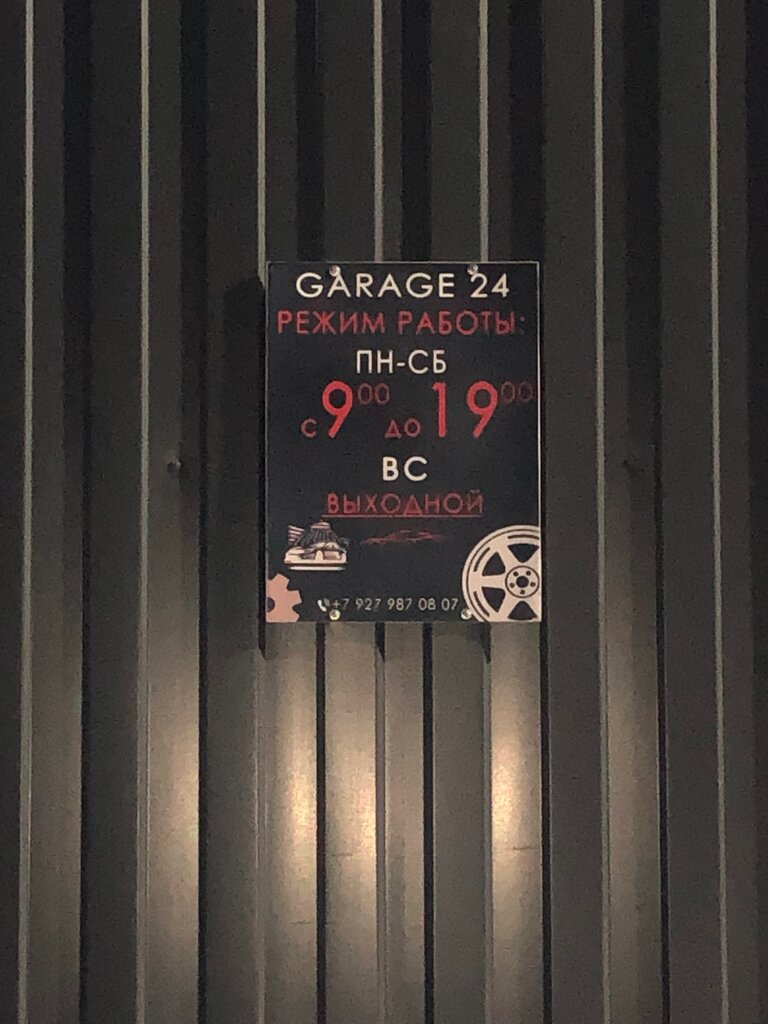 GARAGE 24
РЕЖИМ РАБОТЫ:
ПН-СБ
с 9⁰⁰ до 19⁰⁰
ВС
ВЫХОДНОЙ
+7 927 987 08 07